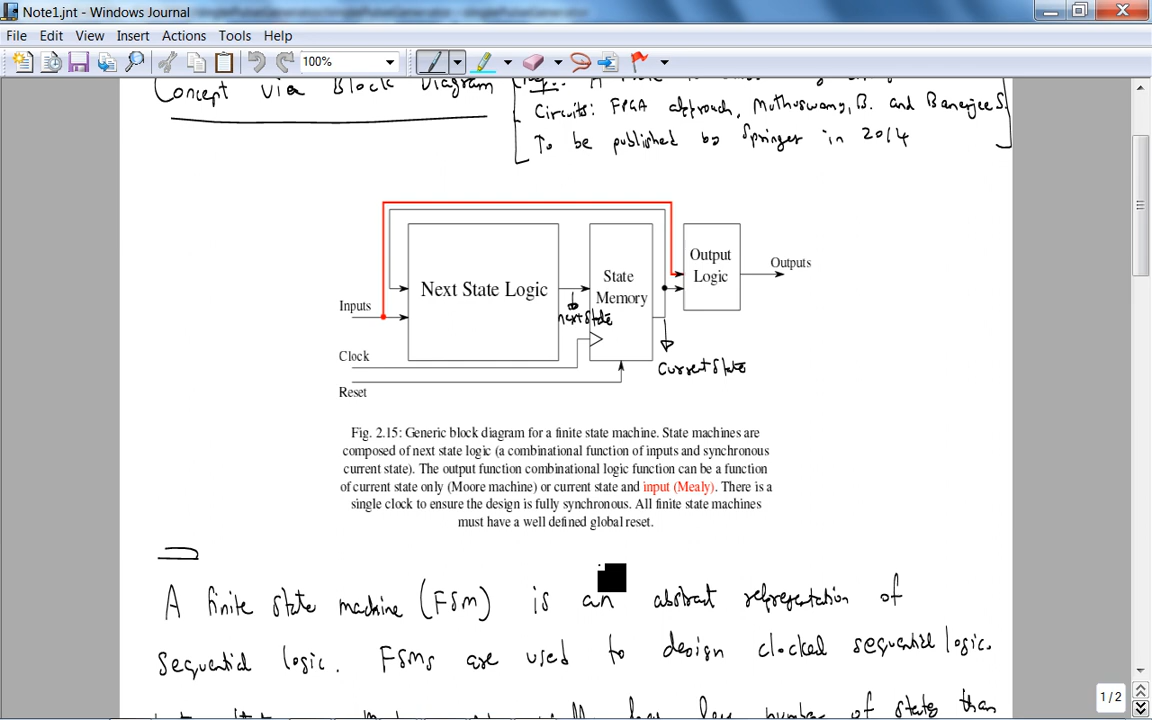 Note1.jnt - Windows Journal
File Edit View Insert Actions Tools Help
100%
Concept via Block Diagram
Circuits: FPGA approach, Muthuswamy, B. and Banerjee S.
To be published by Springer in 2014
Next State Logic
State
Memory
Output
Logic
Outputs
Inputs
nextState
Clock
currentState
Reset
Fig. 2.15: Generic block diagram for a finite state machine. State machines are
composed of next state logic (a combinational function of inputs and synchronous
current state). The output function combinational logic function can be a function
of current state only (Moore machine) or current state and input (Mealy). There is a
single clock to ensure the design is fully synchronous. All finite state machines
must have a well defined global reset.
A finite state machine (FSM) is an abstract representation of
sequential logic. FSMs are used to design clocked sequential logic.
number of states than
1 / 2